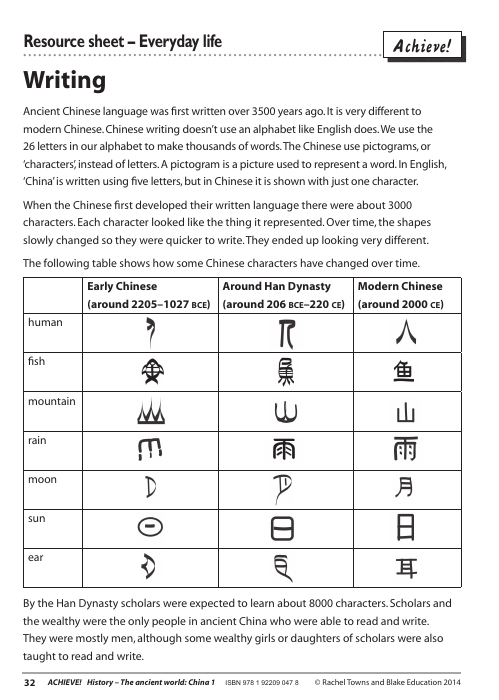 Resource sheet – Everyday life
Achieve!
Writing
Ancient Chinese language was first written over 3500 years ago. It is very different to
modern Chinese. Chinese writing doesn't use an alphabet like English does. We use the
26 letters in our alphabet to make thousands of words. The Chinese use pictograms, or
‘characters’, instead of letters. A pictogram is a picture used to represent a word. In English,
‘China’ is written using five letters, but in Chinese it is shown with just one character.
When the Chinese first developed their written language there were about 3000
characters. Each character looked like the thing it represented. Over time, the shapes
slowly changed so they were quicker to write. They ended up looking very different.
The following table shows how some Chinese characters have changed over time.
Early Chinese (around 2205–1027 BCE) Around Han Dynasty (around 206 BCE–220 CE) Modern Chinese (around 2000 CE)
human 人
fish 鱼
mountain 山
rain 雨
moon 月
sun 日
ear 耳
By the Han Dynasty scholars were expected to learn about 8000 characters. Scholars and
the wealthy were the only people in ancient China who were able to read and write.
They were mostly men, although some wealthy girls or daughters of scholars were also
taught to read and write.
32 ACHIEVE! History – The ancient world: China 1 ISBN 978 1 92209 047 8 © Rachel Towns and Blake Education 2014